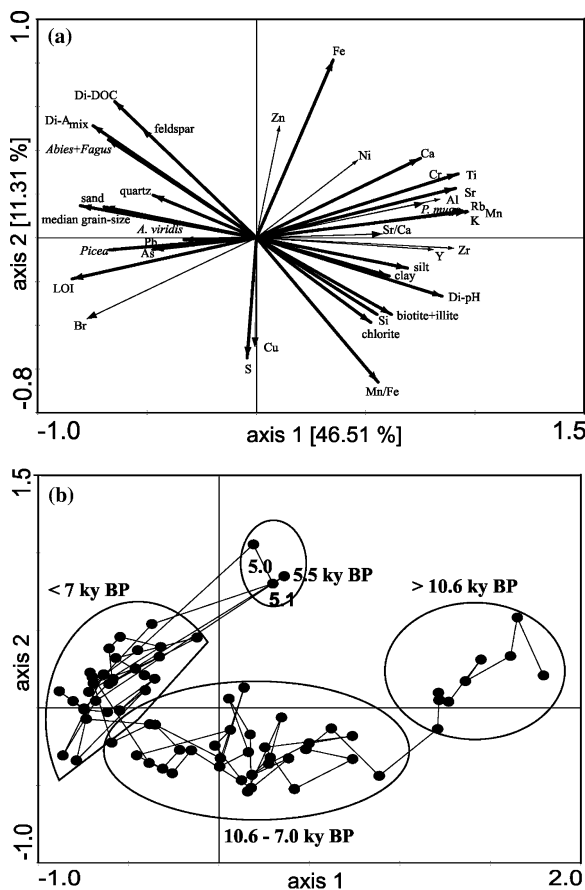 (a)
1.0
Fe
Di-DOC
Zn
Di-Amix
feldspar
Abies+Fagus
Ni
Ca
Cr
Ti
quartz
Sr
sand
Al
Rb
P. mugo
Mn
median grain-size
K
A. viridis
Sr/Ca
Pb
Picea
As
Y
Zr
silt
clay
LOI
Di-pH
Br
Si
biotite+illite
chlorite
Cu
S
Mn/Fe
axis 2 [11.31 %]
-0.8
-1.0
axis 1 [46.51 %]
1.5
(b)
1.5
5.0
5.5 ky BP
5.1
< 7 ky BP
> 10.6 ky BP
axis 2
10.6 - 7.0 ky BP
-1.0
-1.0
axis 1
2.0